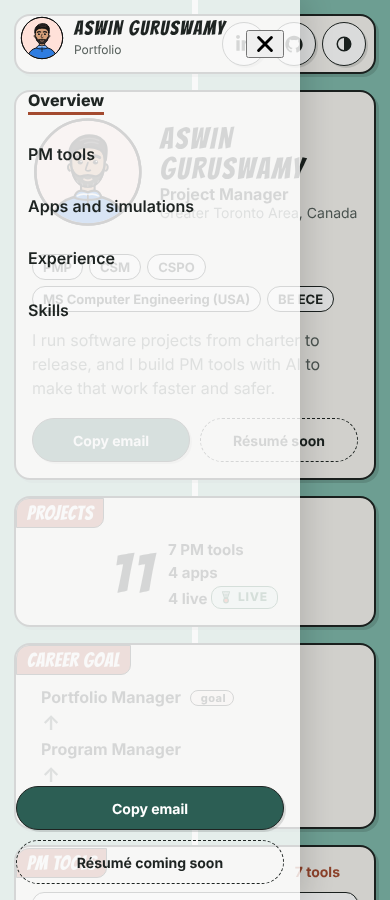 ASWIN GURUSWAMY
Portfolio
Overview
PM tools
Apps and simulations
Experience
Skills
ASWIN
GURUSWAMY
Project Manager
Greater Toronto Area, Canada
PMP CSM CSPO
MS Computer Engineering (USA) BE ECE
I run software projects from charter to
release, and I build PM tools with AI to
make that work faster and safer.
Copy email Résumé soon
PROJECTS
11
7 PM tools
4 apps
4 live LIVE
CAREER GOAL
Portfolio Manager goal
Program Manager
Copy email
Résumé coming soon
7 tools